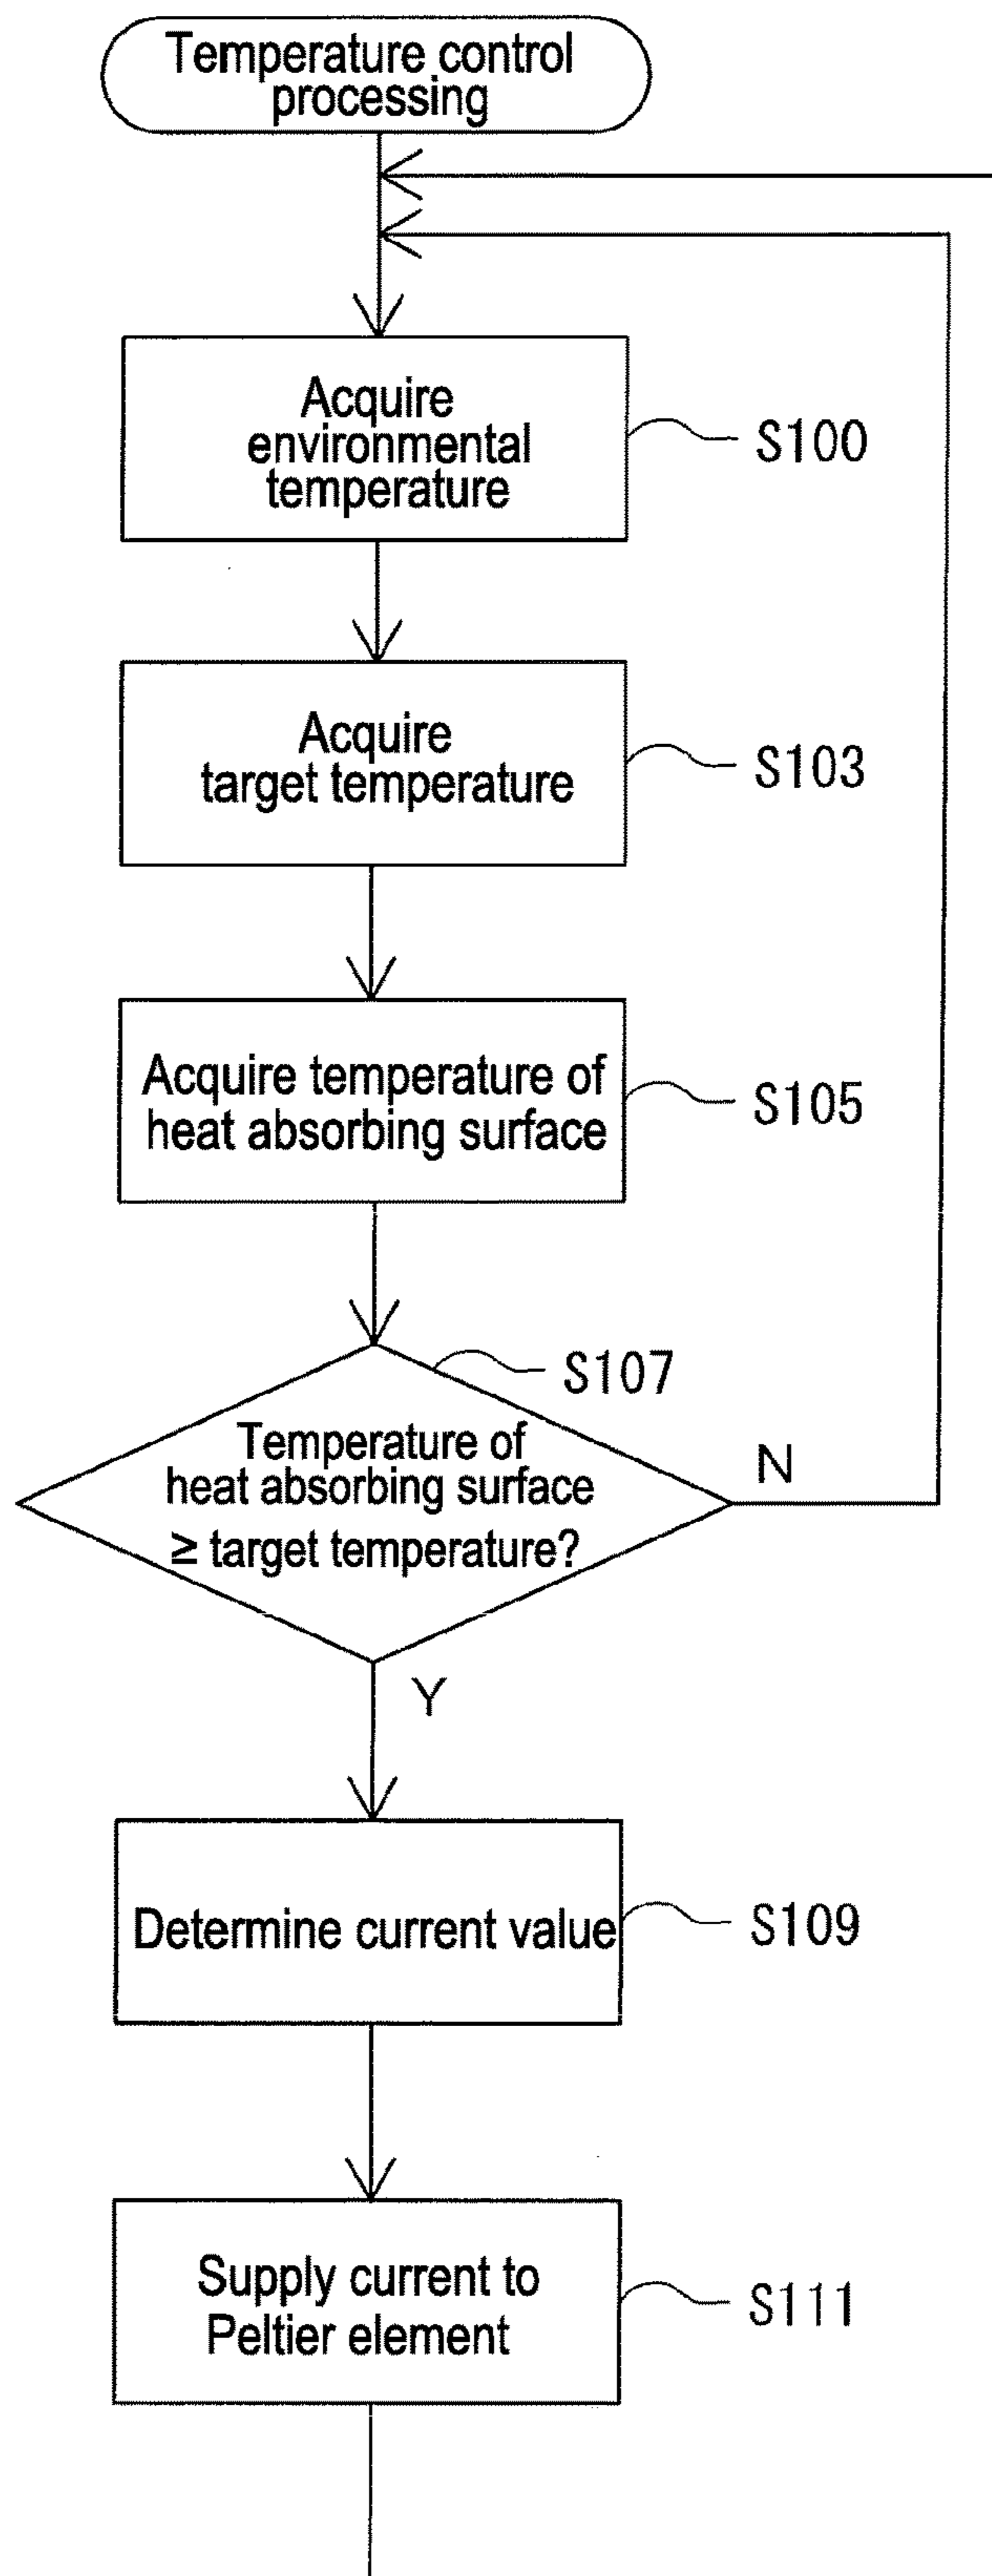 Temperature control
processing
Acquire
environmental
temperature
S100
Acquire
target temperature
S103
Acquire temperature of
heat absorbing surface
S105
S107
Temperature of
heat absorbing surface
≥ target temperature?
N
Y
Determine current value
S109
Supply current to
Peltier element
S111